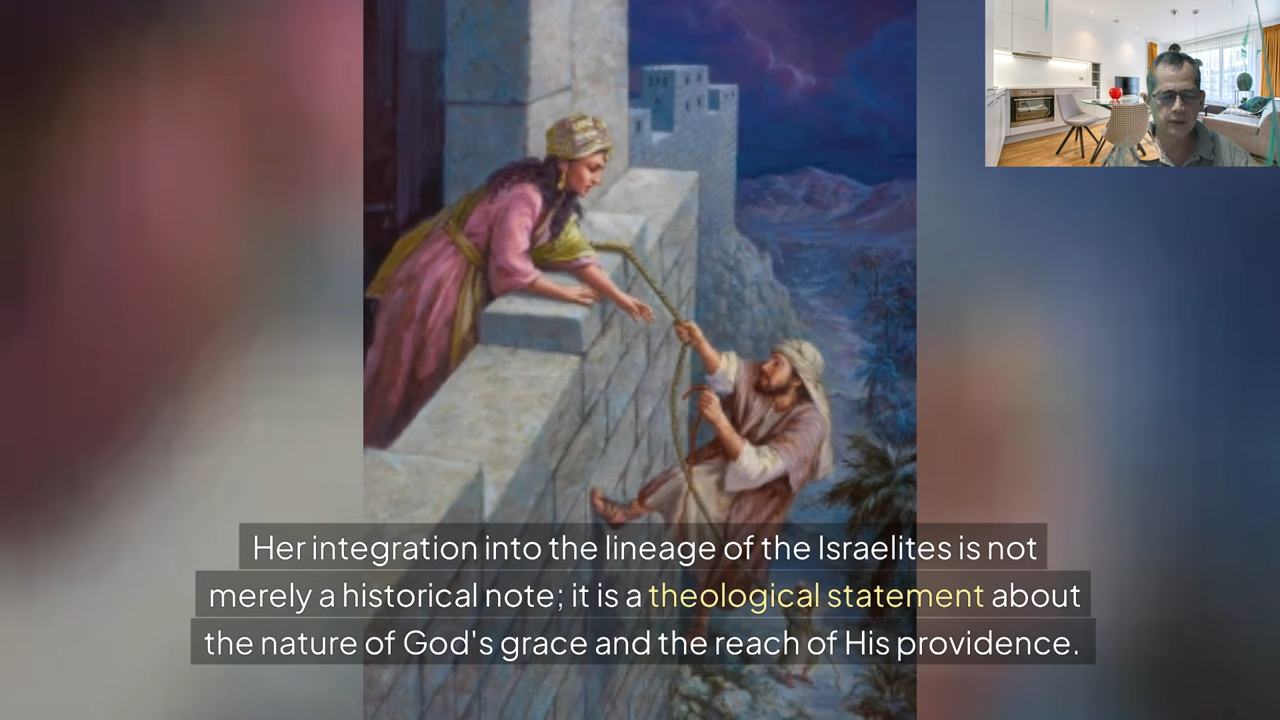 Her integration into the lineage of the Israelites is not
merely a historical note; it is a theological statement about
the nature of God's grace and the reach of His providence.